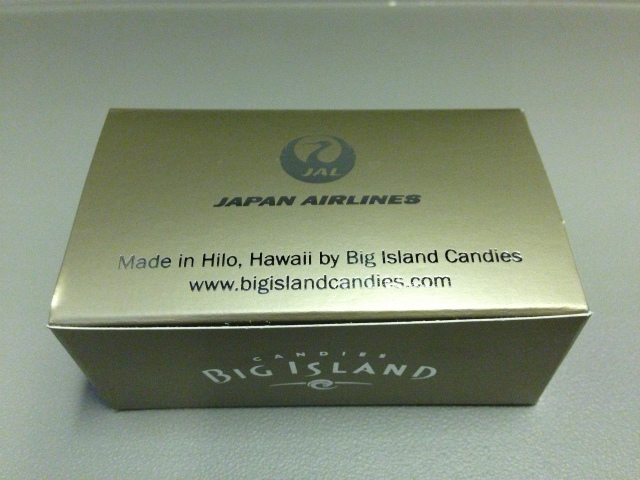 JAL
JAPAN AIRLINES
Made in Hilo, Hawaii by Big Island Candies
www.bigislandcandies.com
CANDIES
BIG ISLAND